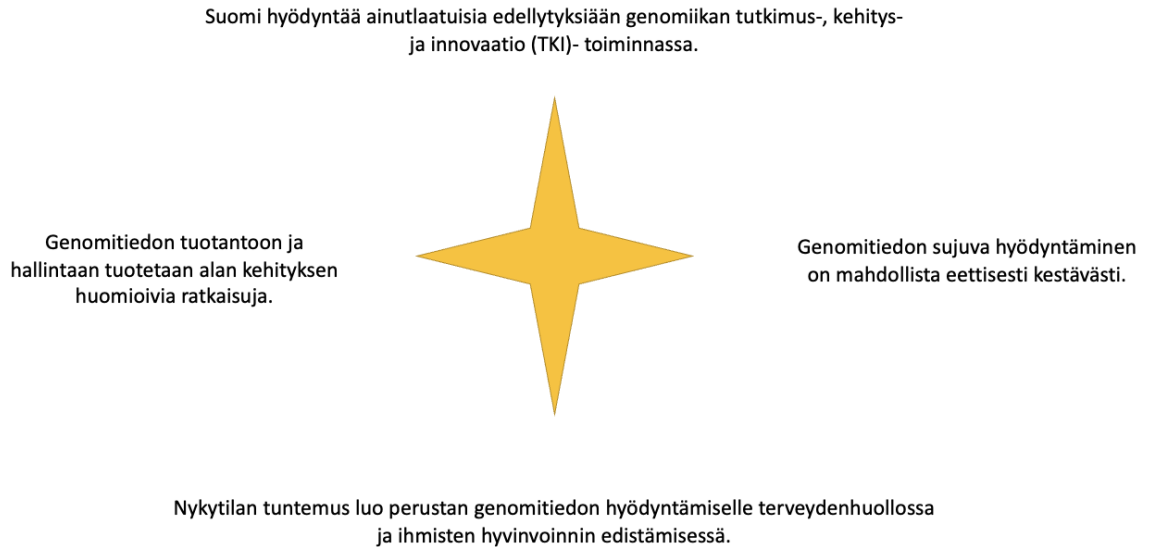 Suomi hyödyntää ainutlaatuisia edellytyksiään genomiikan tutkimus-, kehitys-
ja innovaatio (TKI)- toiminnassa.
Genomitiedon tuotantoon ja
hallintaan tuotetaan alan kehityksen
huomioivia ratkaisuja.
Genomitiedon sujuva hyödyntäminen
on mahdollista eettisesti kestävästi.
Nykytilan tuntemus luo perustan genomitiedon hyödyntämiselle terveydenhuollossa
ja ihmisten hyvinvoinnin edistämisessä.